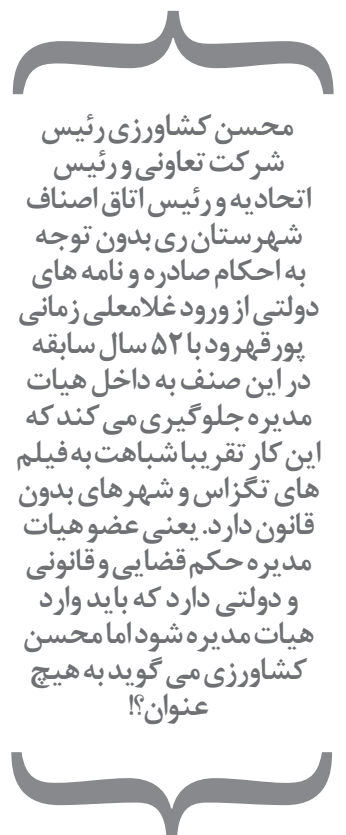 محسن کشاورزی رئیس
شرکت تعاونی و رئیس
اتحادیه و رئیس اتاق اصناف
شهرستان ری بدون توجه
به احکام صادره و نامه های
دولتی از ورود غلامعلی زمانی
پورقهرود با ۵۲ سال سابقه
در این صنف به داخل هیات
مدیره جلوگیری می کند که
این کار تقریبا شباهت به فیلم
های تگزاس و شهرهای بدون
قانون دارد. یعنی عضو هیات
مدیره حکم قضایی و قانونی
و دولتی دارد که باید وارد
هیات مدیره شود اما محسن
کشاورزی می گوید به هیچ
عنوان؟!